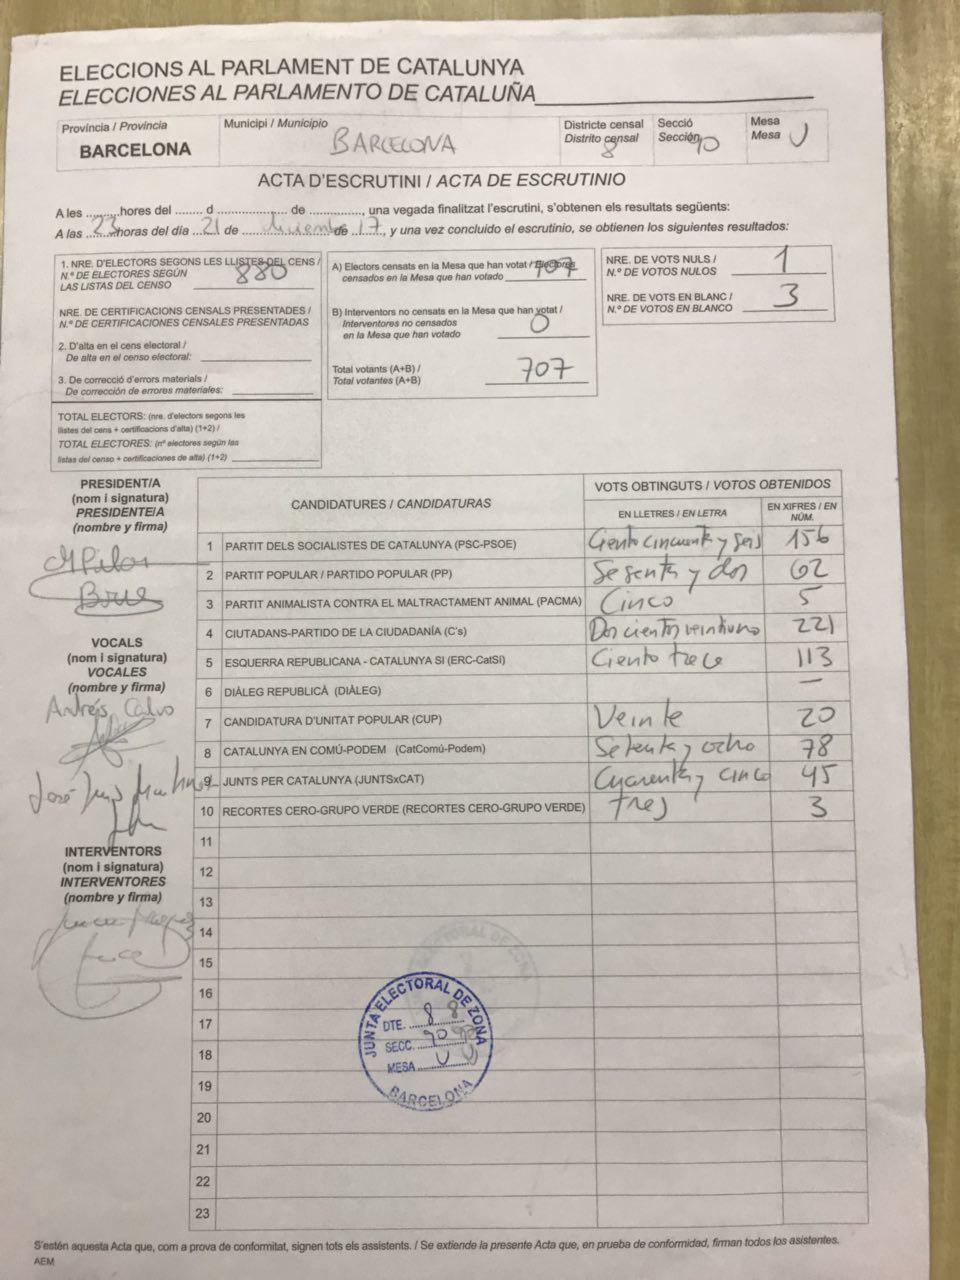 ELECCIONS AL PARLAMENT DE CATALUNYA
ELECCIONES AL PARLAMENTO DE CATALUÑA
Província / Provincia
BARCELONA
Municipi / Municipio
BARCELONA
Districte censal
Distrito censal
8
Secció
Sección
90
Mesa
Mesa U
ACTA D'ESCRUTINI / ACTA DE ESCRUTINIO
A les ..........hores del ........ d .................... de ..............., una vegada finalitzat l'escrutini, s'obtenen els resultats següents:
A las ...23...horas del día ...21 de ...diciembre de ...17..., y una vez concluido el escrutinio, se obtienen los siguientes resultados:
1. NRE. D'ELECTORS SEGONS LES LLISTES DEL CENS /
N.º DE ELECTORES SEGÚN
LAS LISTAS DEL CENSO
880
NRE. DE CERTIFICACIONS CENSALS PRESENTADES /
N.º DE CERTIFICACIONES CENSALES PRESENTADAS
2. D'alta en el cens electoral /
De alta en el censo electoral:
3. De correcció d'errors materials /
De corrección de errores materiales:
TOTAL ELECTORS: (nre. d'electors segons les
llistes del cens + certificacions d'alta) (1+2) /
TOTAL ELECTORES: (nº electores según las
listas del censo + certificaciones de alta) (1+2)
A) Electors censats en la Mesa que han votat / Electores
censados en la Mesa que han votado
707
B) Interventors no censats en la Mesa que han votat /
Interventores no censados
en la Mesa que han votado
0
Total votants (A+B) /
Total votantes (A+B)
707
NRE. DE VOTS NULS /
N.º DE VOTOS NULOS
1
NRE. DE VOTS EN BLANC /
N.º DE VOTOS EN BLANCO
3
PRESIDENT/A
(nom i signatura)
PRESIDENTE/A
(nombre y firma)
MPilar
Brue
VOCALS
(nom i signatura)
VOCALES
(nombre y firma)
Andrés Calvo
José Luis
INTERVENTORS
(nom i signatura)
INTERVENTORES
(nombre y firma)
CANDIDATURES / CANDIDATURAS
VOTS OBTINGUTS / VOTOS OBTENIDOS
EN LLETRES / EN LETRA
EN XIFRES / EN NÚM.
1 PARTIT DELS SOCIALISTES DE CATALUNYA (PSC-PSOE) Ciento cincuenta y seis 156
2 PARTIT POPULAR / PARTIDO POPULAR (PP) Sesenta y dos 62
3 PARTIT ANIMALISTA CONTRA EL MALTRACTAMENT ANIMAL (PACMA) Cinco 5
4 CIUTADANS-PARTIDO DE LA CIUDADANÍA (C's) Dos cientos veintiuno 221
5 ESQUERRA REPUBLICANA - CATALUNYA SI (ERC-CatSí) Ciento trece 113
6 DIÀLEG REPUBLICÀ (DIÀLEG) —
7 CANDIDATURA D'UNITAT POPULAR (CUP) Veinte 20
8 CATALUNYA EN COMÚ-PODEM (CatComú-Podem) Setenta y ocho 78
9 JUNTS PER CATALUNYA (JUNTSxCAT) Cuarenta y cinco 45
10 RECORTES CERO-GRUPO VERDE (RECORTES CERO-GRUPO VERDE) tres 3
11
12
13
14
15
16
17
18
19
20
21
22
23
JUNTA ELECTORAL DE ZONA
DTE. 8
SECC. 90
MESA U
BARCELONA
S'estén aquesta Acta que, com a prova de conformitat, signen tots els assistents. / Se extiende la presente Acta que, en prueba de conformidad, firman todos los asistentes.
AEM